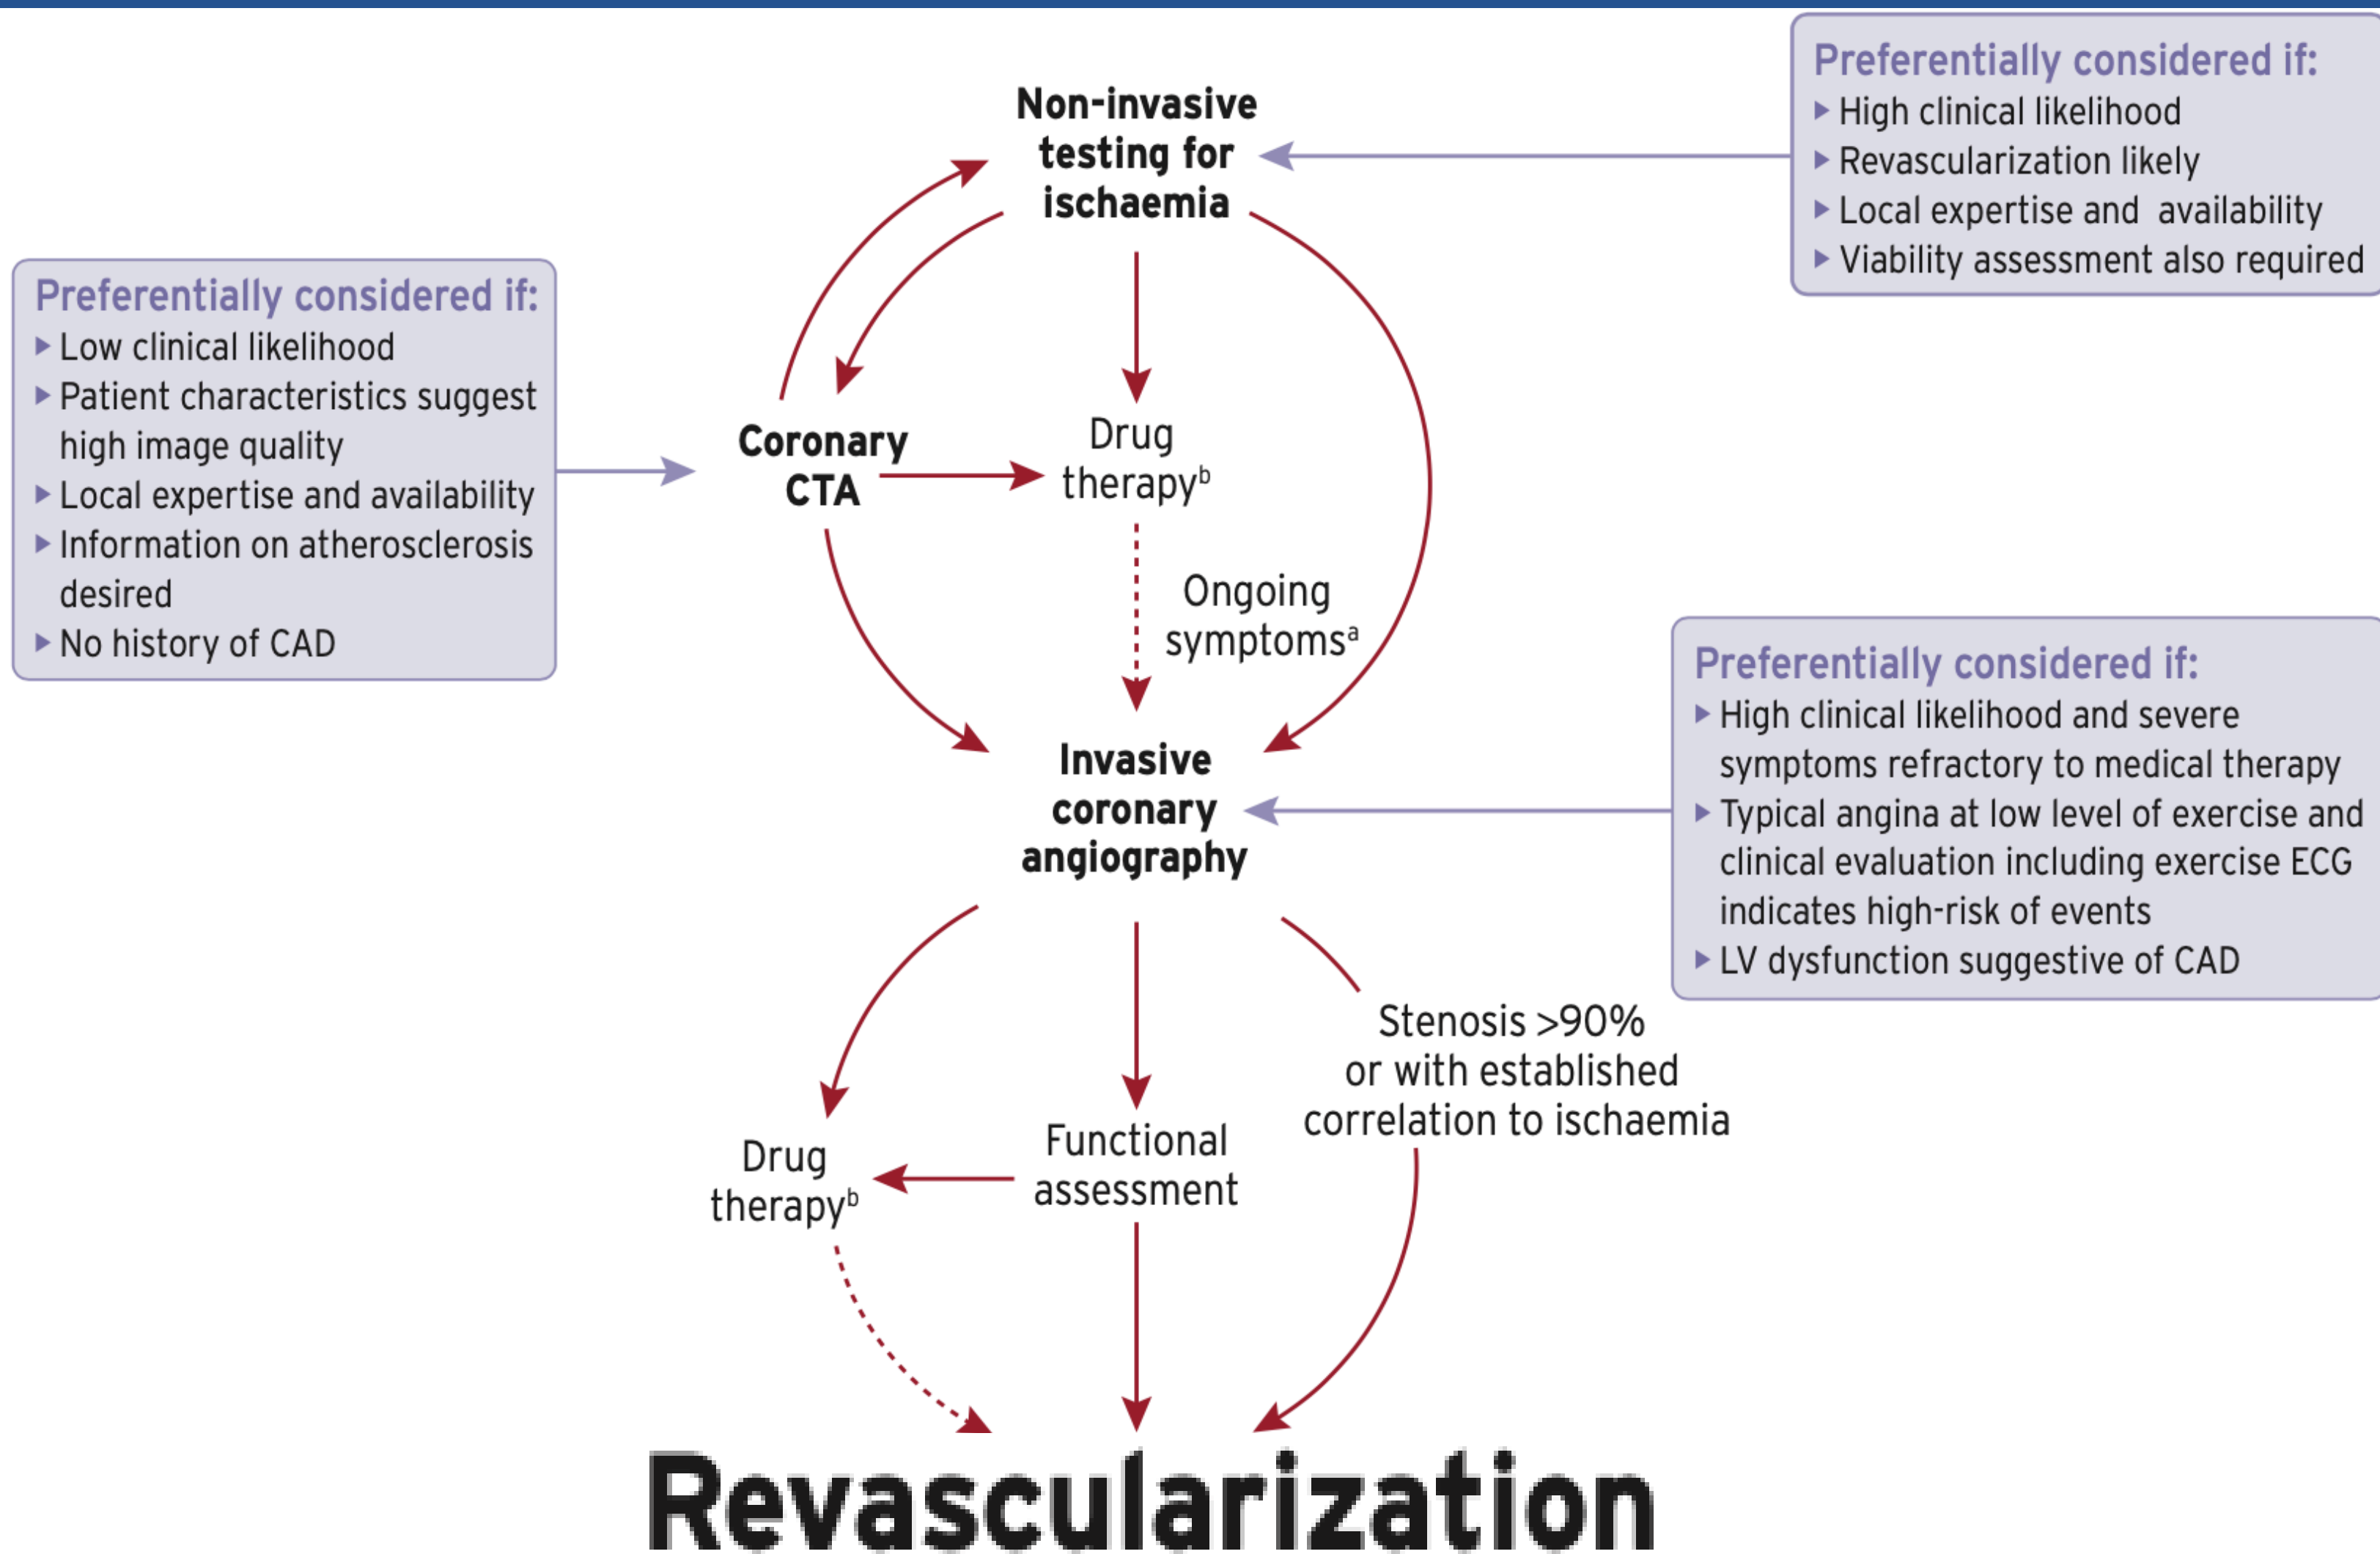 Preferentially considered if:
▶ High clinical likelihood
▶ Revascularization likely
▶ Local expertise and availability
▶ Viability assessment also required
Non-invasive
testing for
ischaemia
Preferentially considered if:
▶ Low clinical likelihood
▶ Patient characteristics suggest
high image quality
▶ Local expertise and availability
▶ Information on atherosclerosis
desired
▶ No history of CAD
Coronary
CTA
Drug
therapyᵇ
Ongoing
symptomsᵃ
Preferentially considered if:
▶ High clinical likelihood and severe
symptoms refractory to medical therapy
▶ Typical angina at low level of exercise and
clinical evaluation including exercise ECG
indicates high-risk of events
▶ LV dysfunction suggestive of CAD
Invasive
coronary
angiography
Stenosis >90%
or with established
correlation to ischaemia
Drug
therapyᵇ
Functional
assessment
Revascularization